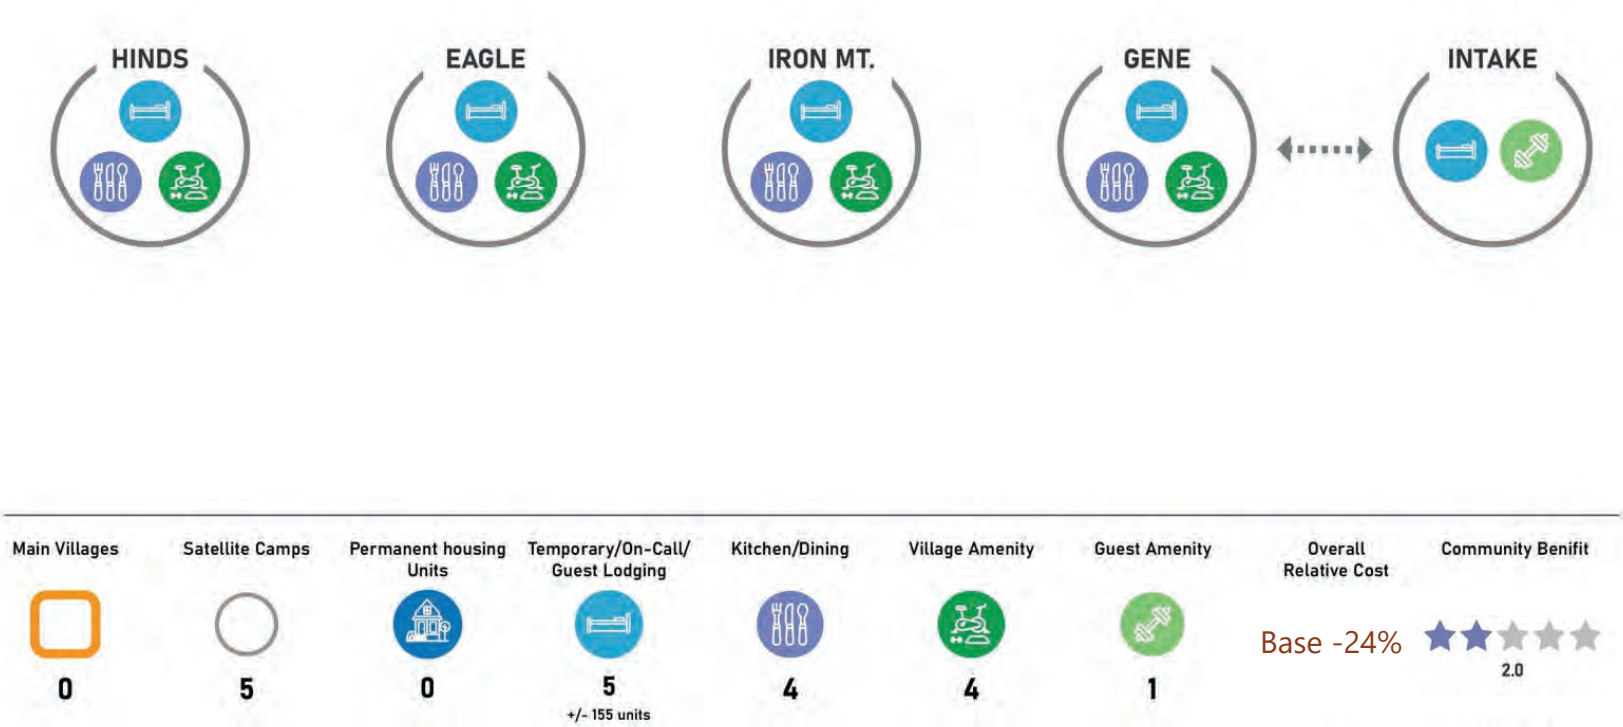 HINDS
EAGLE
IRON MT.
GENE
INTAKE
Main Villages
Satellite Camps
Permanent housing
Units
Temporary/On-Call/
Guest Lodging
Kitchen/Dining
Village Amenity
Guest Amenity
Overall
Relative Cost
Community Benifit
0
5
0
5
+/- 155 units
4
4
1
Base -24%
2.0